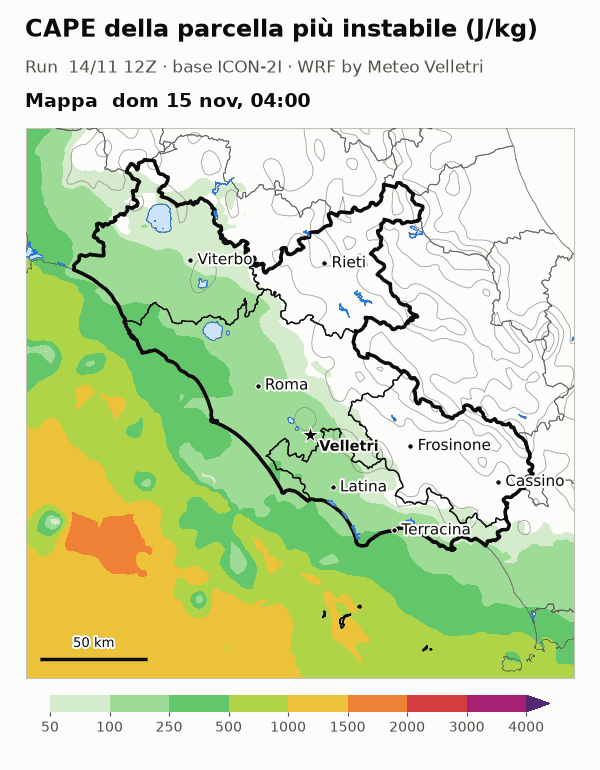 CAPE della parcella più instabile (J/kg)
Run  14/11 12Z · base ICON-2I · WRF by Meteo Velletri
Mappa  dom 15 nov, 04:00
Viterbo
Rieti
Roma
Velletri
Frosinone
Cassino
Latina
Terracina
50 km
50 100 250 500 1000 1500 2000 3000 4000